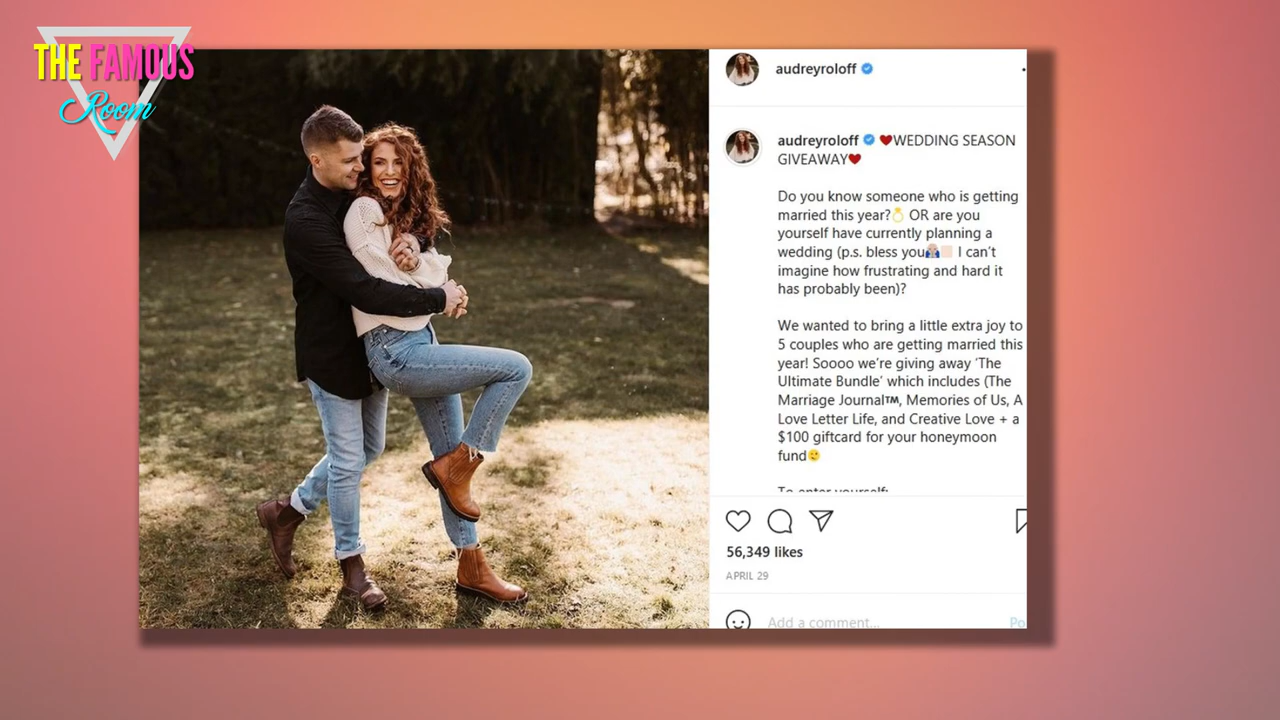 THE FAMOUS
Room
audreyroloff
audreyroloff ❤WEDDING SEASON
GIVEAWAY❤
Do you know someone who is getting
married this year?💍 OR are you
yourself have currently planning a
wedding (p.s. bless you I can't
imagine how frustrating and hard it
has probably been)?
We wanted to bring a little extra joy to
5 couples who are getting married this
year! Soooo we're giving away 'The
Ultimate Bundle' which includes (The
Marriage Journal™, Memories of Us, A
Love Letter Life, and Creative Love + a
$100 giftcard for your honeymoon
fund😜
To enter yourself:
56,349 likes
APRIL 29
Add a comment...
Po